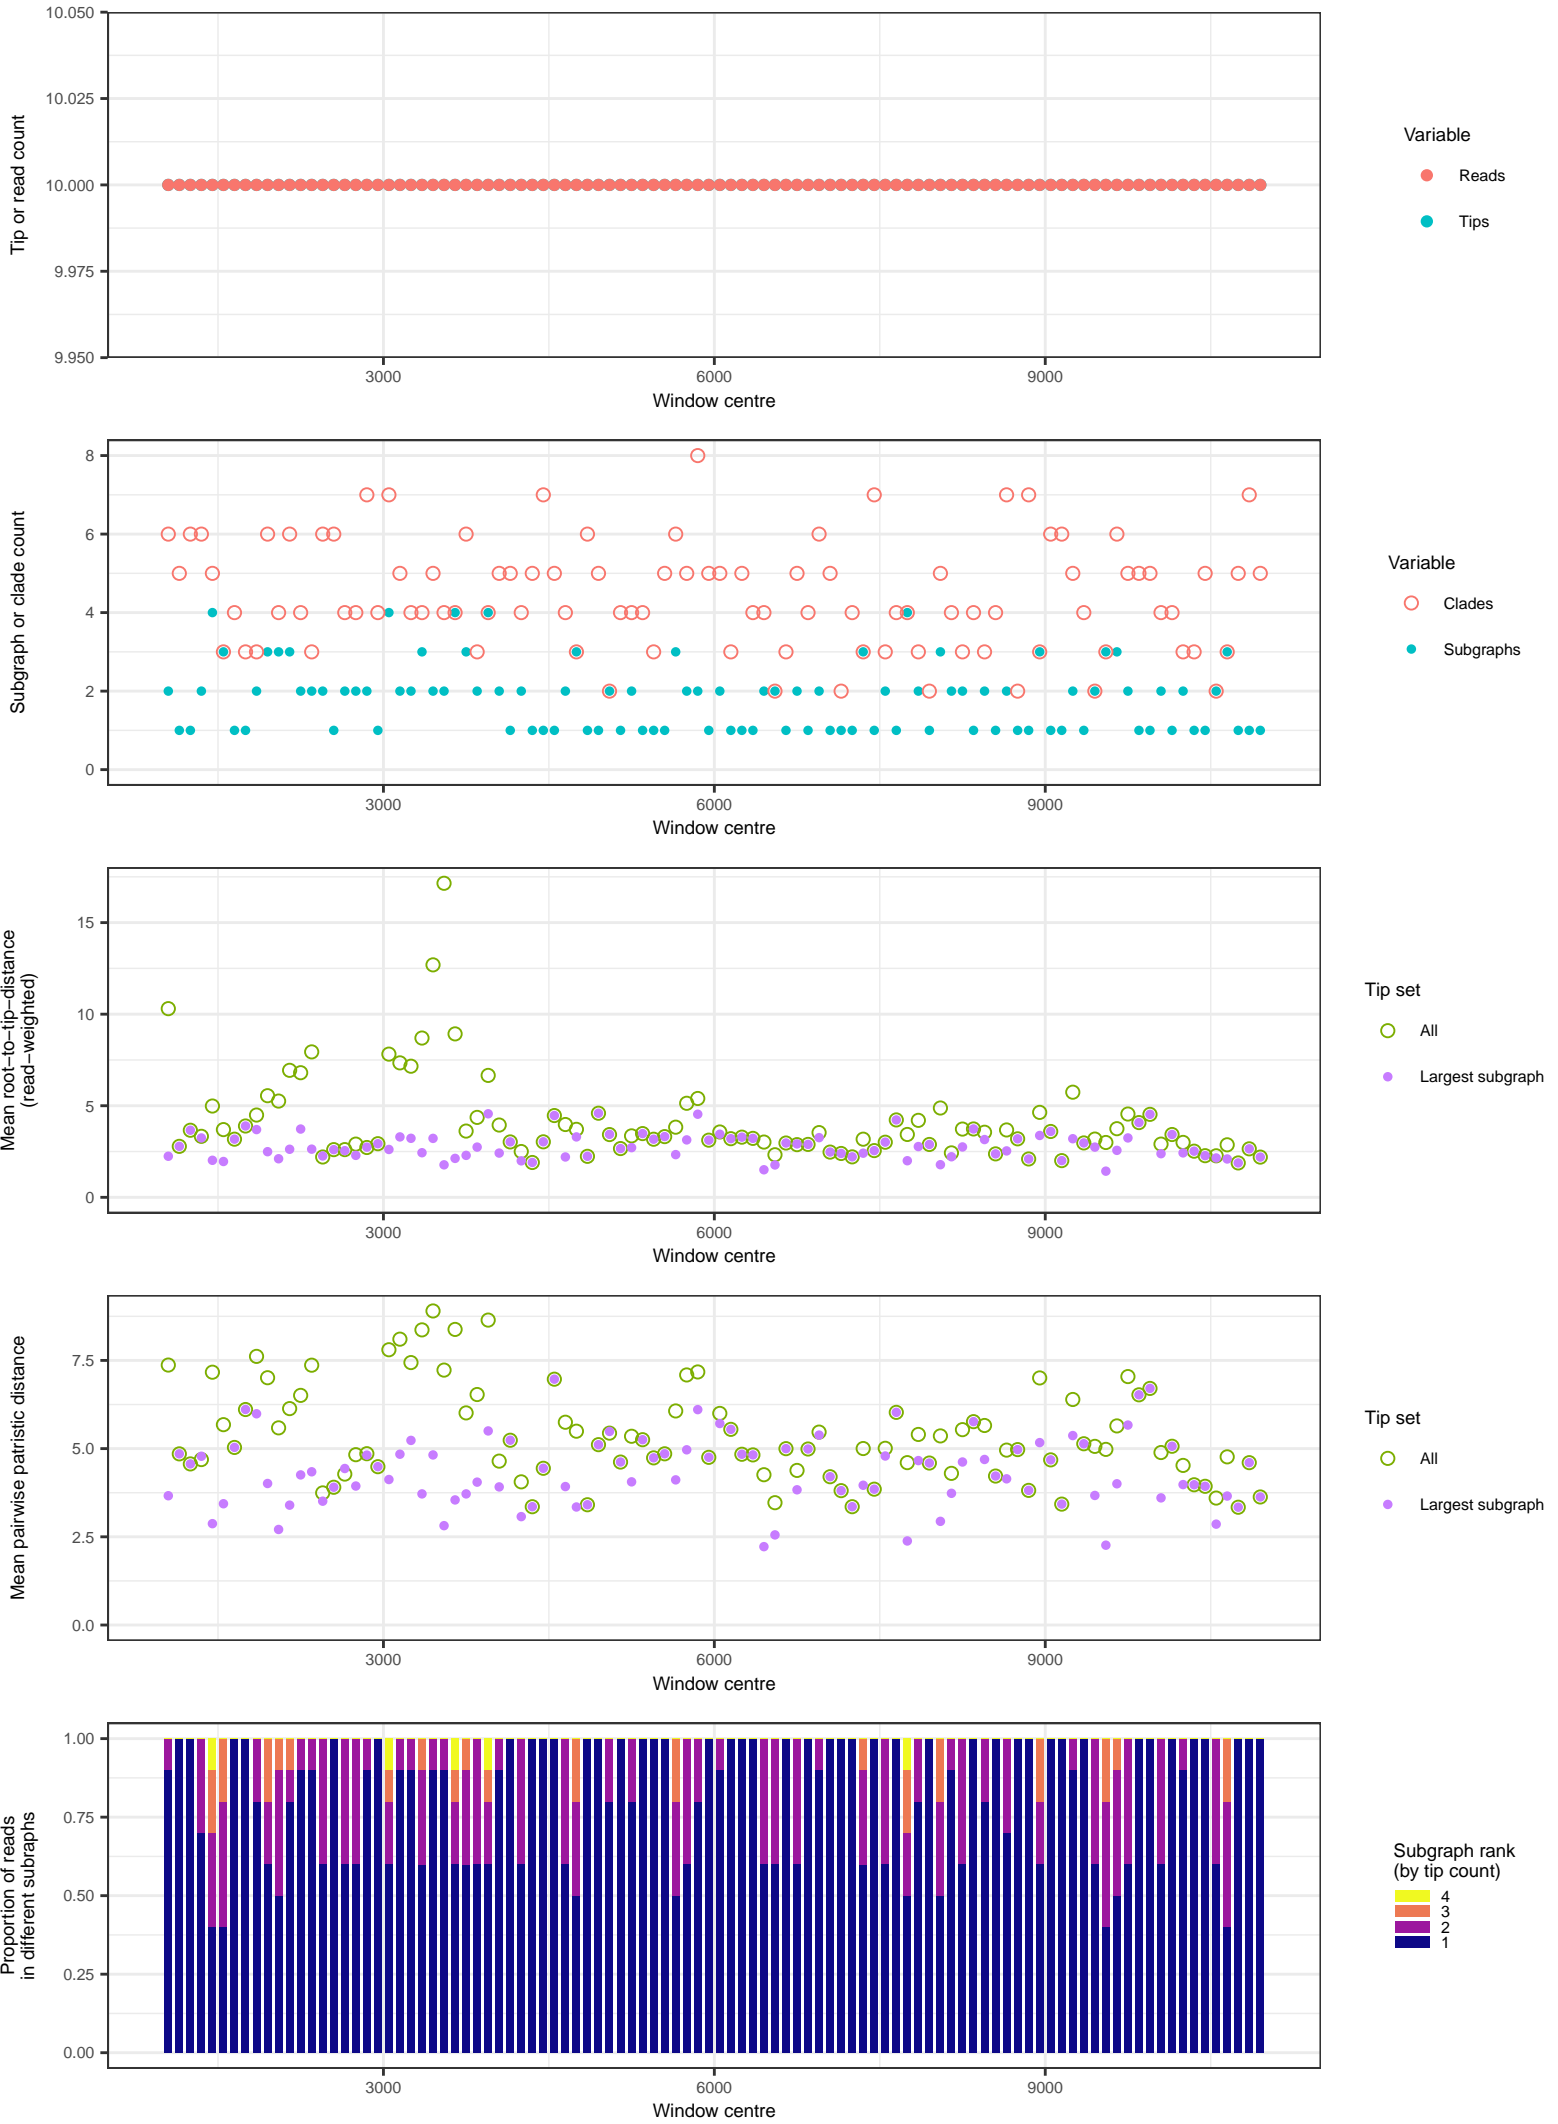 10.050
10.025
10.000
9.975
9.950
Tip or read count
3000 6000 9000
Window centre
Variable
Reads
Tips
8
6
4
2
0
Subgraph or clade count
3000 6000 9000
Window centre
Variable
Clades
Subgraphs
15
10
5
0
Mean root−to−tip−distance
(read−weighted)
3000 6000 9000
Window centre
Tip set
All
Largest subgraph
7.5
5.0
2.5
0.0
Mean pairwise patristic distance
3000 6000 9000
Window centre
Tip set
All
Largest subgraph
1.00
0.75
0.50
0.25
0.00
Proportion of reads
in different subraphs
3000 6000 9000
Window centre
Subgraph rank
(by tip count)
4
3
2
1